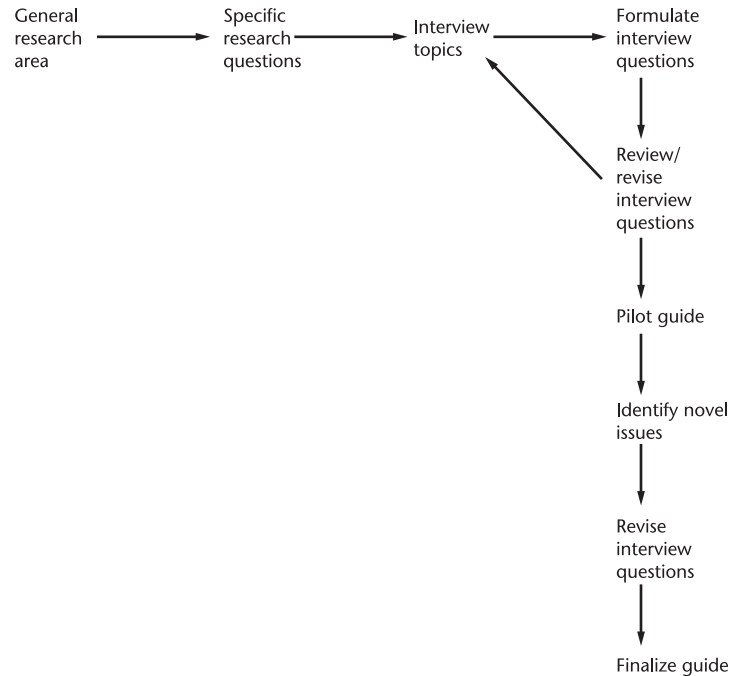 General
research
area
Specific
research
questions
Interview
topics
Formulate
interview
questions
Review/
revise
interview
questions
Pilot guide
Identify novel
issues
Revise
interview
questions
Finalize guide